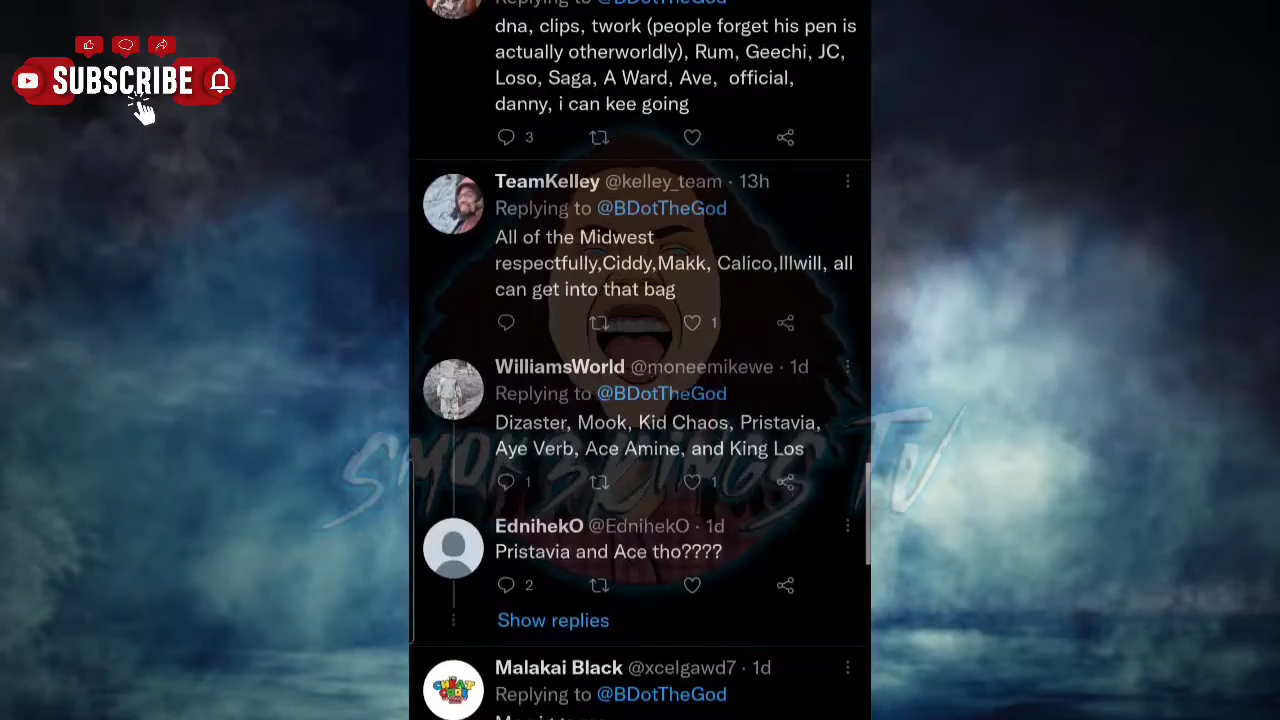 SUBSCRIBE
Replying to @BDotTheGod
dna, clips, twork (people forget his pen is
actually otherworldly), Rum, Geechi, JC,
Loso, Saga, A Ward, Ave, official,
danny, i can kee going
3
TeamKelley @kelley_team · 13h
Replying to @BDotTheGod
All of the Midwest
respectfully,Ciddy,Makk, Calico,Illwill, all
can get into that bag
1
WilliamsWorld @moneemikewe · 1d
Replying to @BDotTheGod
Dizaster, Mook, Kid Chaos, Pristavia,
Aye Verb, Ace Amine, and King Los
1 1
EdnihekO @EdnihekO · 1d
Pristavia and Ace tho????
2
Show replies
Malakai Black @xcelgawd7 · 1d
Replying to @BDotTheGod